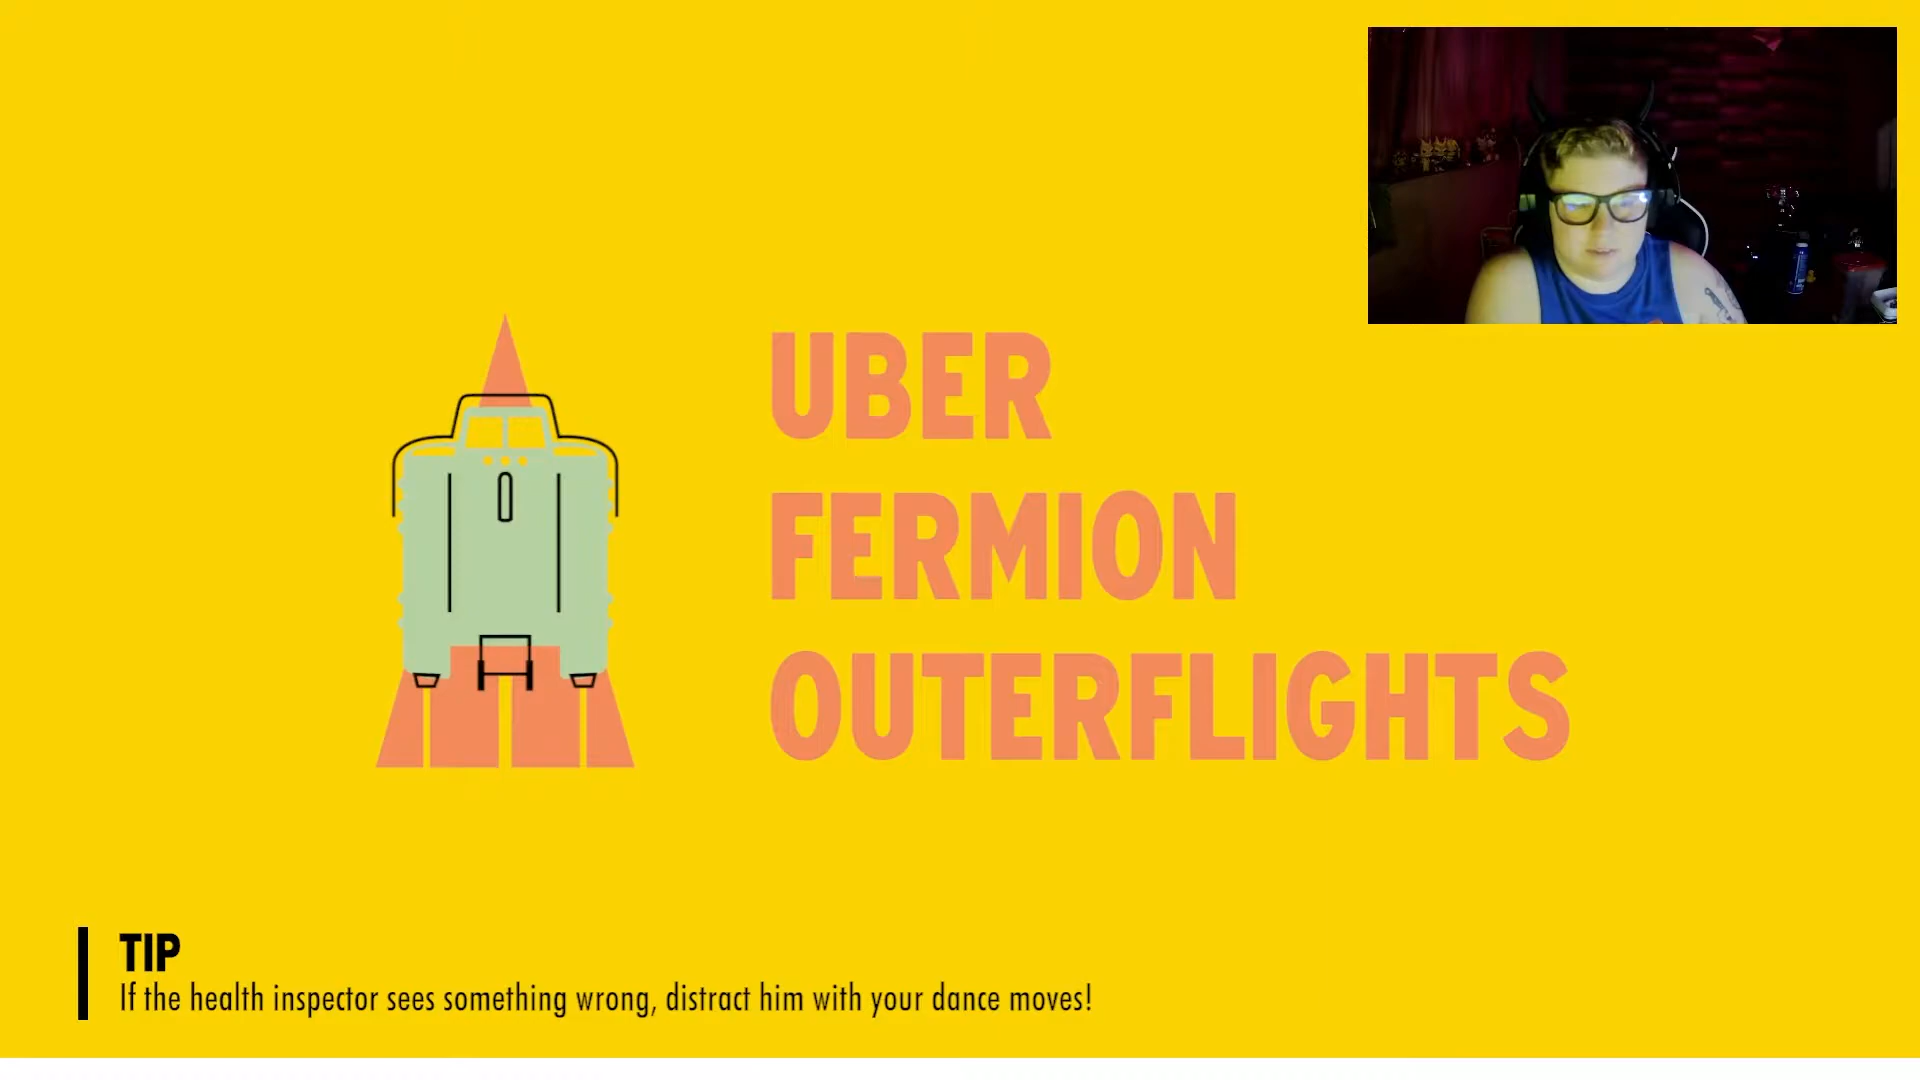 UBER
FERMION
OUTERFLIGHTS
TIP
If the health inspector sees something wrong, distract him with your dance moves!